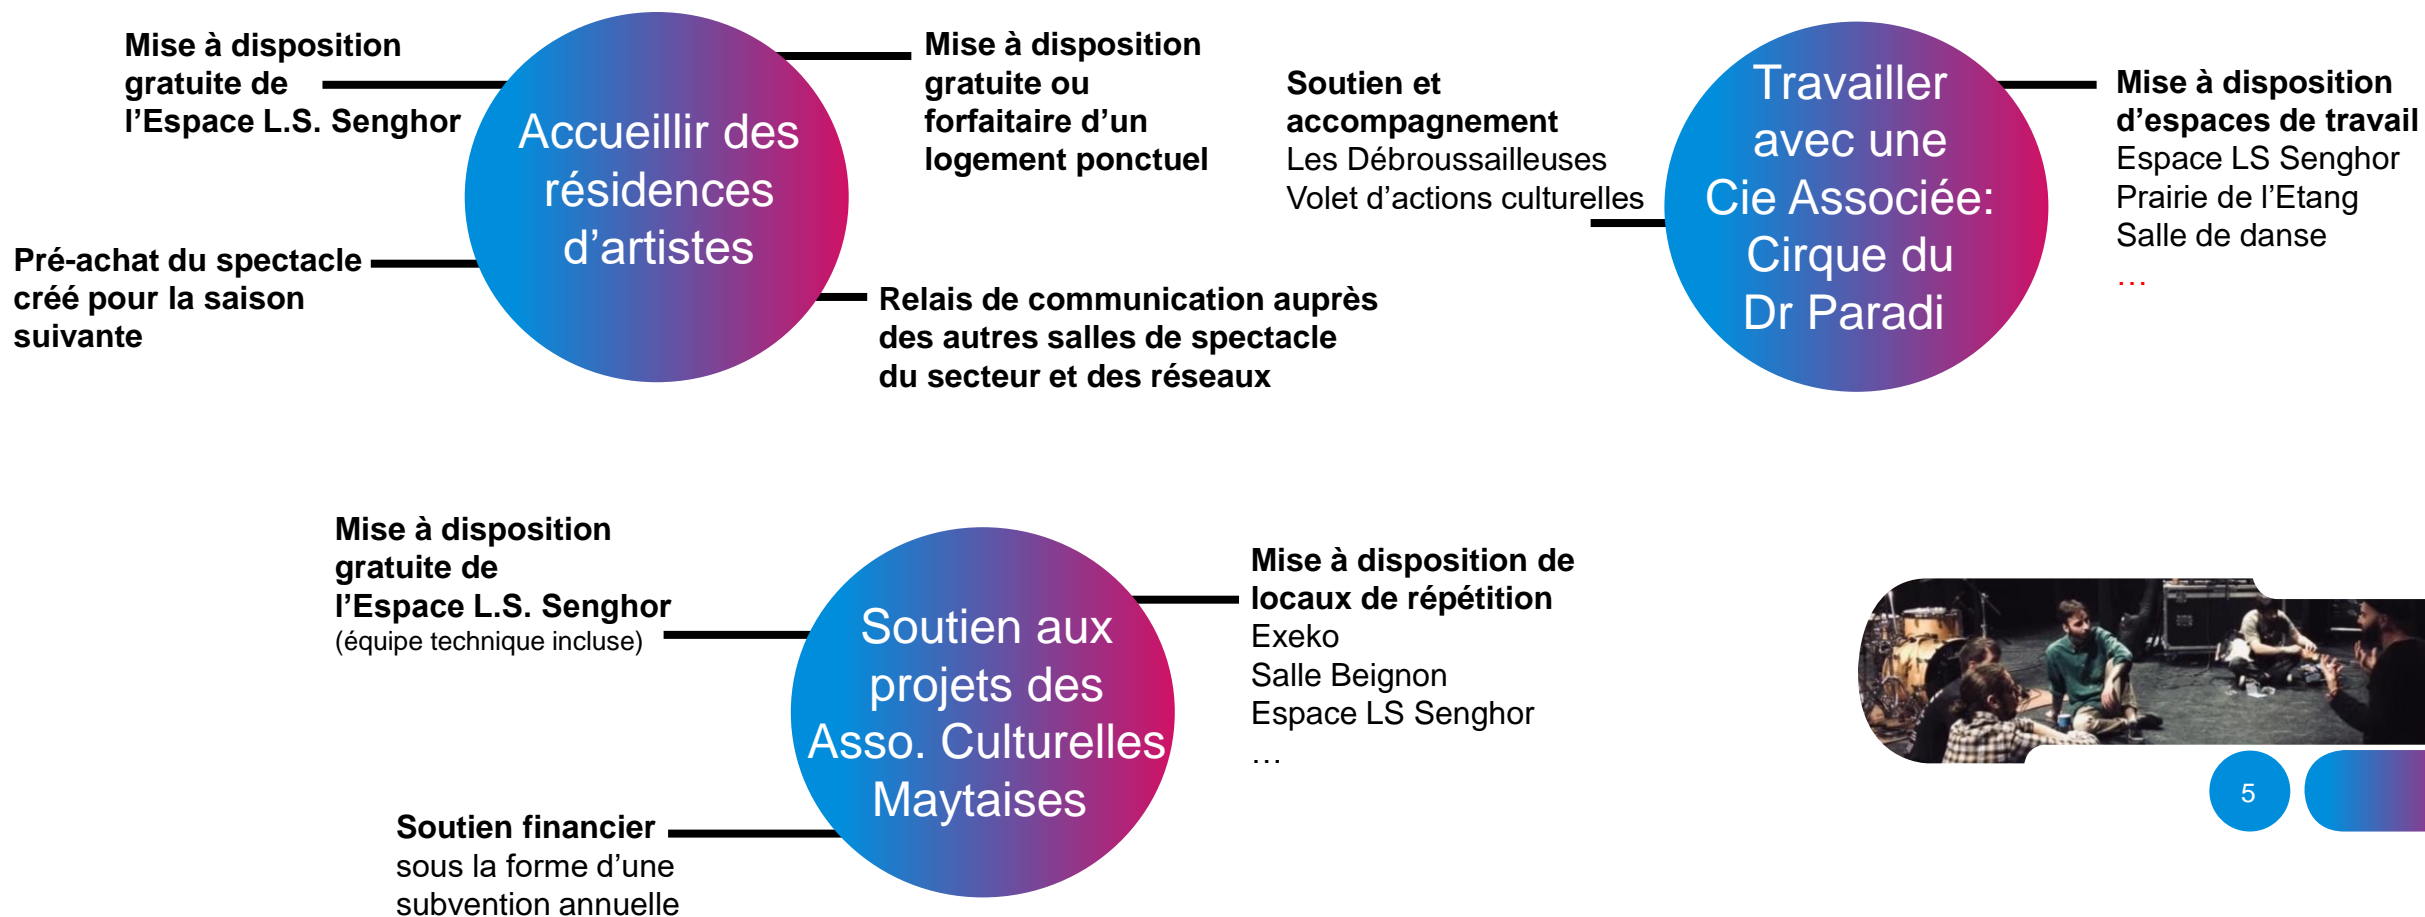 Mise à disposition
gratuite de
l’Espace L.S. Senghor
Pré-achat du spectacle
créé pour la saison
suivante
Accueillir des
résidences
d’artistes
Mise à disposition
gratuite ou
forfaitaire d’un
logement ponctuel
Relais de communication auprès
des autres salles de spectacle
du secteur et des réseaux
Soutien et
accompagnement
Les Débroussailleuses
Volet d’actions culturelles
Travailler
avec une
Cie Associée:
Cirque du
Dr Paradi
Mise à disposition
d’espaces de travail
Espace LS Senghor
Prairie de l’Etang
Salle de danse
…
Mise à disposition
gratuite de
l’Espace L.S. Senghor
(équipe technique incluse)
Soutien financier
sous la forme d’une
subvention annuelle
Soutien aux
projets des
Asso. Culturelles
Maytaises
Mise à disposition de
locaux de répétition
Exeko
Salle Beignon
Espace LS Senghor
…
5